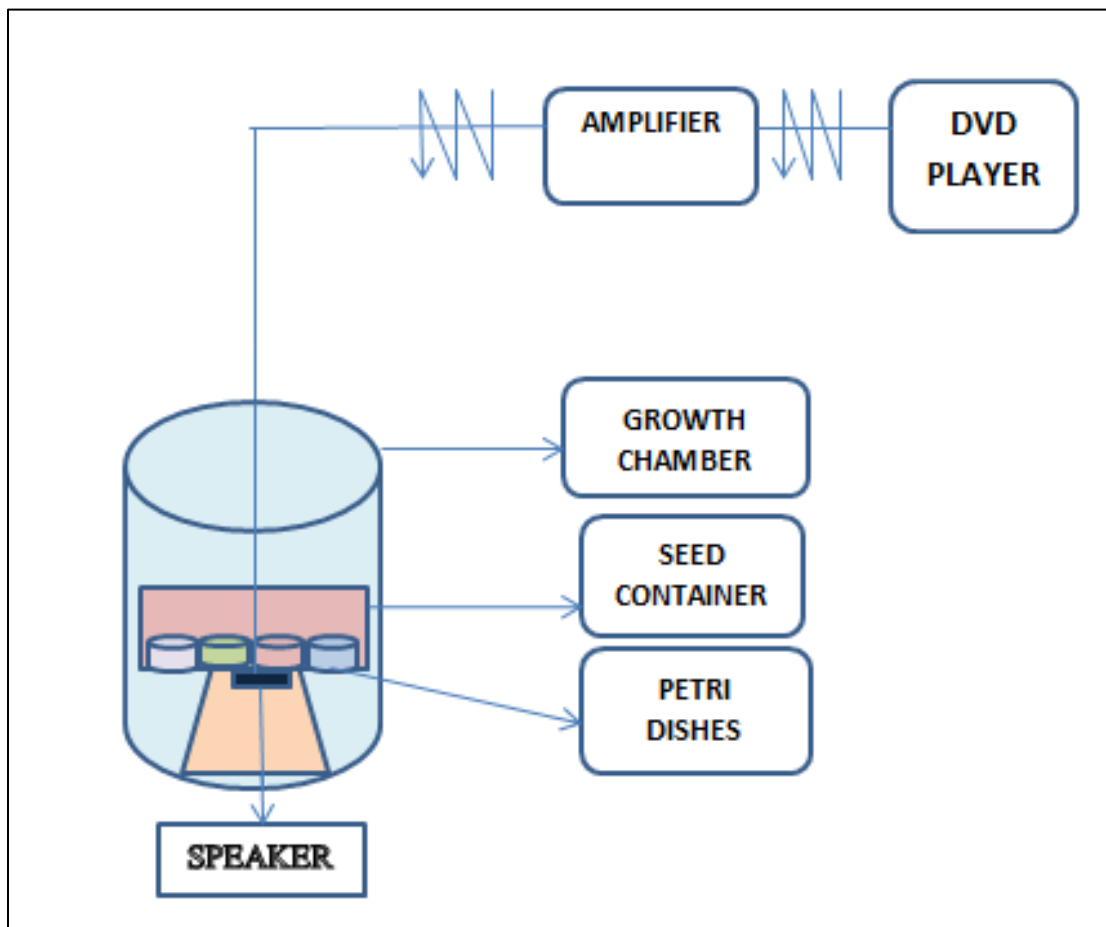 AMPLIFIER
DVD
PLAYER
GROWTH
CHAMBER
SEED
CONTAINER
PETRI
DISHES
SPEAKER